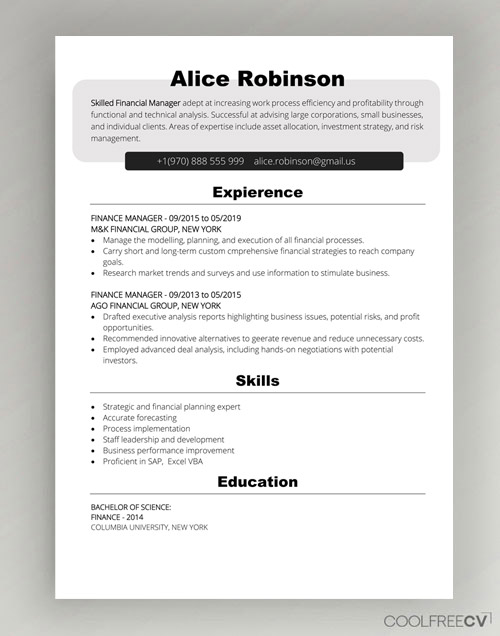 Alice Robinson
Skilled Financial Manager adept at increasing work process efficiency and profitability through
functional and technical analysis. Successful at advising large corporations, small businesses,
and individual clients. Areas of expertise include asset allocation, investment strategy, and risk
management.
+1(970) 888 555 999 alice.robinson@gmail.us
Expierence
FINANCE MANAGER - 09/2015 to 05/2019
M&K FINANCIAL GROUP, NEW YORK
• Manage the modelling, planning, and execution of all financial processes.
• Carry short and long-term custom cmprehensive financial strategies to reach company
goals.
• Research market trends and surveys and use information to stimulate business.
FINANCE MANAGER - 09/2013 to 05/2015
AGO FINANCIAL GROUP, NEW YORK
• Drafted executive analysis reports highlighting business issues, potential risks, and profit
opportunities.
• Recommended innovative alternatives to geerate revenue and reduce unnecessary costs.
• Employed advanced deal analysis, including hands-on negotiations with potential
investors.
Skills
• Strategic and financial planning expert
• Accurate forecasting
• Process implementation
• Staff leadership and development
• Business performance improvement
• Proficient in SAP, Excel VBA
Education
BACHELOR OF SCIENCE:
FINANCE - 2014
COLUMBIA UNIVERSITY, NEW YORK
COOLFREECV